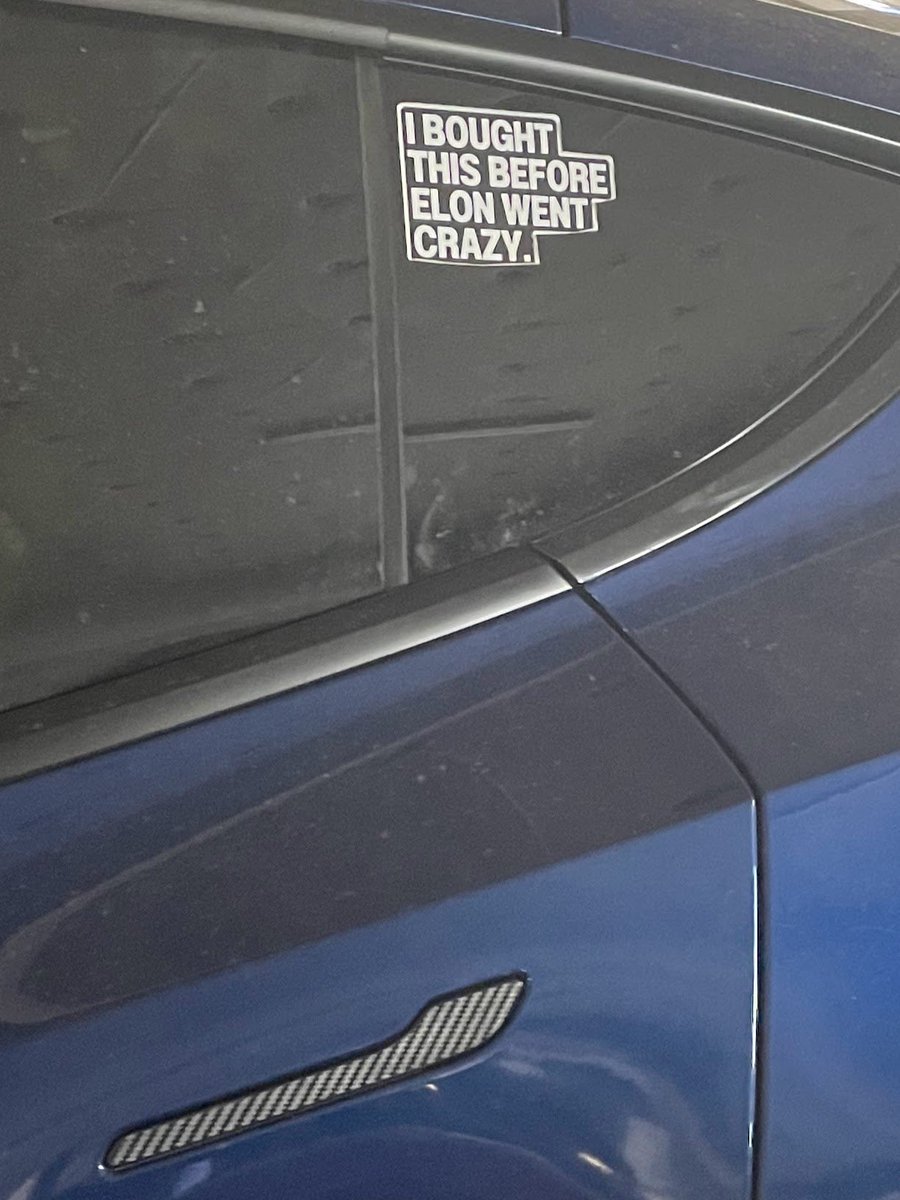 I BOUGHT
THIS BEFORE
ELON WENT
CRAZY.